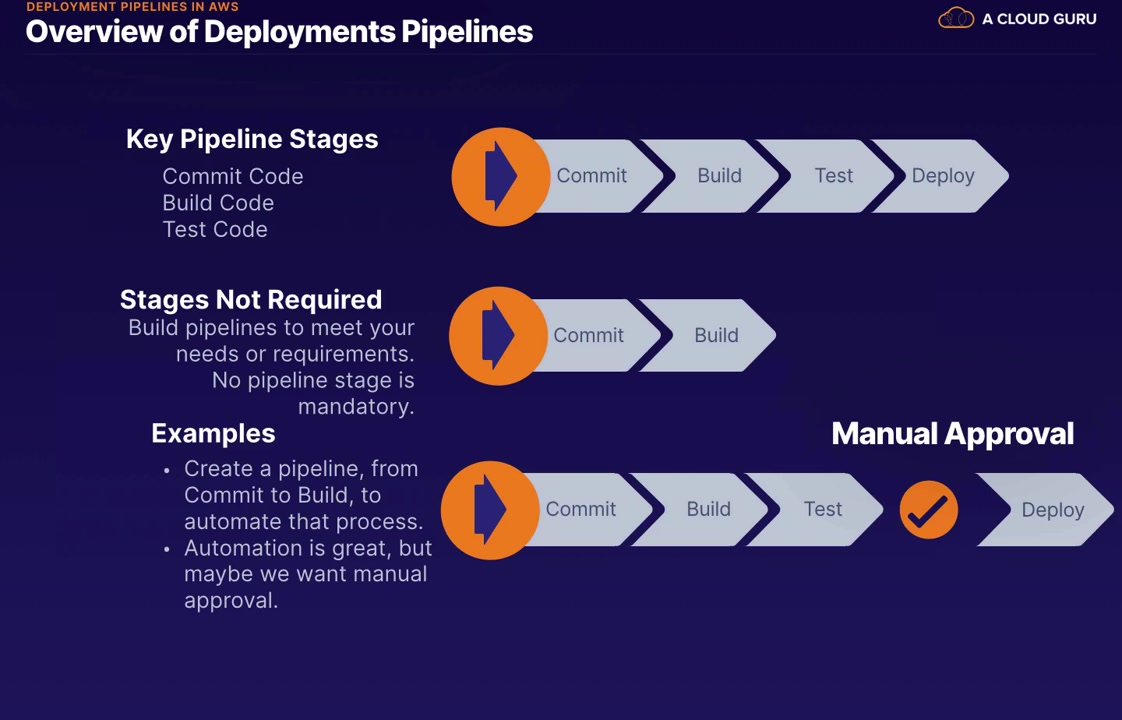 DEPLOYMENT PIPELINES IN AWS
Overview of Deployments Pipelines
A CLOUD GURU
Key Pipeline Stages
Commit Code
Build Code
Test Code
Commit
Build
Test
Deploy
Stages Not Required
Build pipelines to meet your
needs or requirements.
No pipeline stage is
mandatory.
Commit
Build
Examples
• Create a pipeline, from
Commit to Build, to
automate that process.
• Automation is great, but
maybe we want manual
approval.
Manual Approval
Commit
Build
Test
Deploy